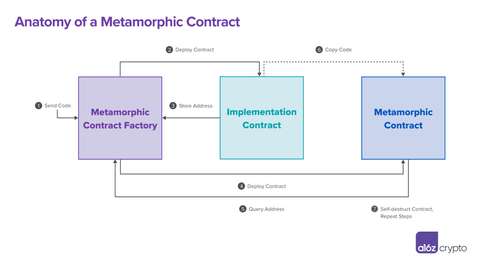 Anatomy of a Metamorphic Contract
2 Deploy Contract
6 Copy Code
1 Send Code
Metamorphic
Contract Factory
3 Store Address
Implementation
Contract
Metamorphic
Contract
4 Deploy Contract
5 Query Address
7 Self-destruct Contract,
Repeat Steps
a16z crypto